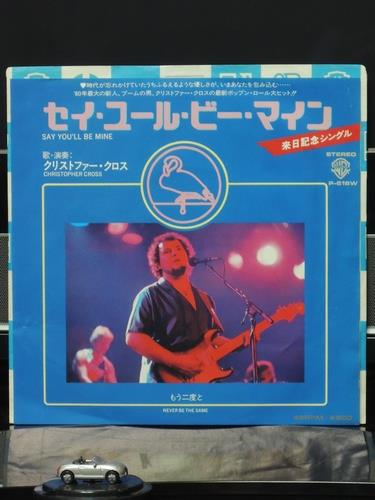 ♥時代が忘れかけていたうちふるえるような優しさが、いまあなたを包み込む……
'80年最大の新人、ブームの男、クリストファー・クロスの最新ポップン・ロール大ヒット!!
セイ・ユール・ビー・マイン
SAY YOU'LL BE MINE
来日記念シングル
歌・演奏:
クリストファー・クロス
CHRISTOPHER CROSS
STEREO
P-618W
もう二度と
NEVER BE THE SAME